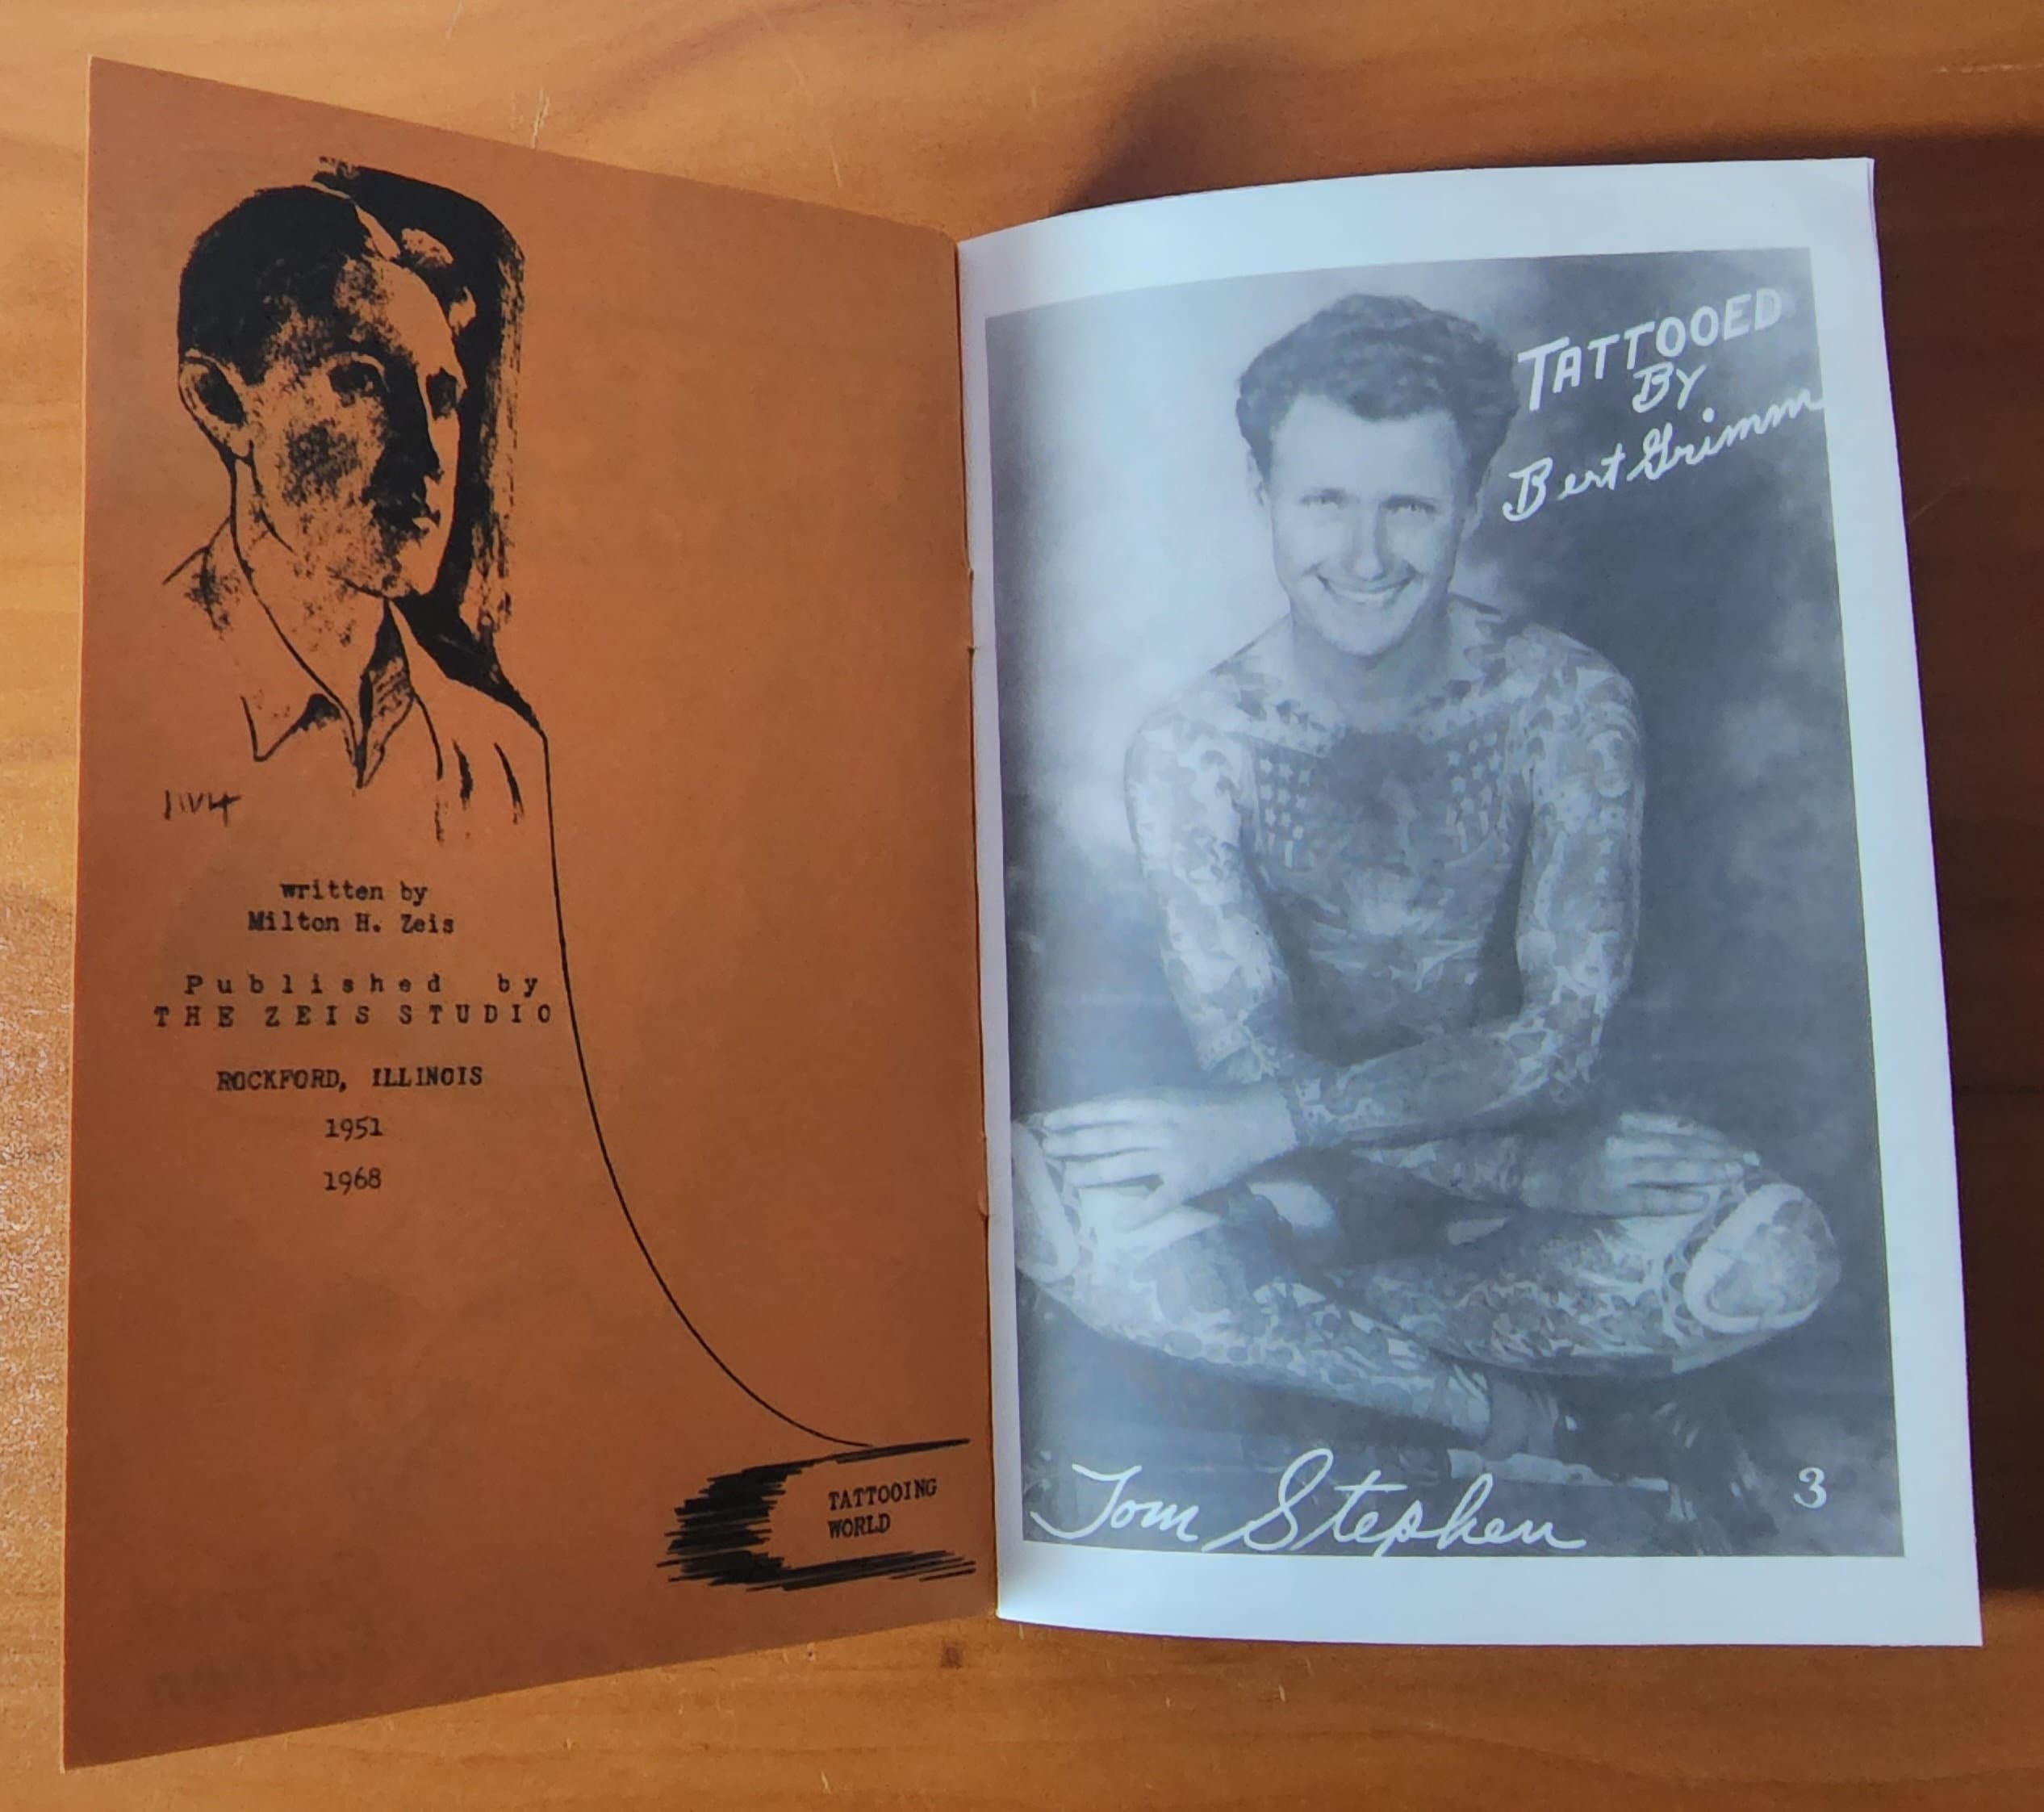 written by
Milton H. Zeis
Published by
THE ZEIS STUDIO
ROCKFORD, ILLINOIS
1951
1968
TATTOOING
WORLD
TATTOOED
BY
Bert Grimm
Tom Stephen
3